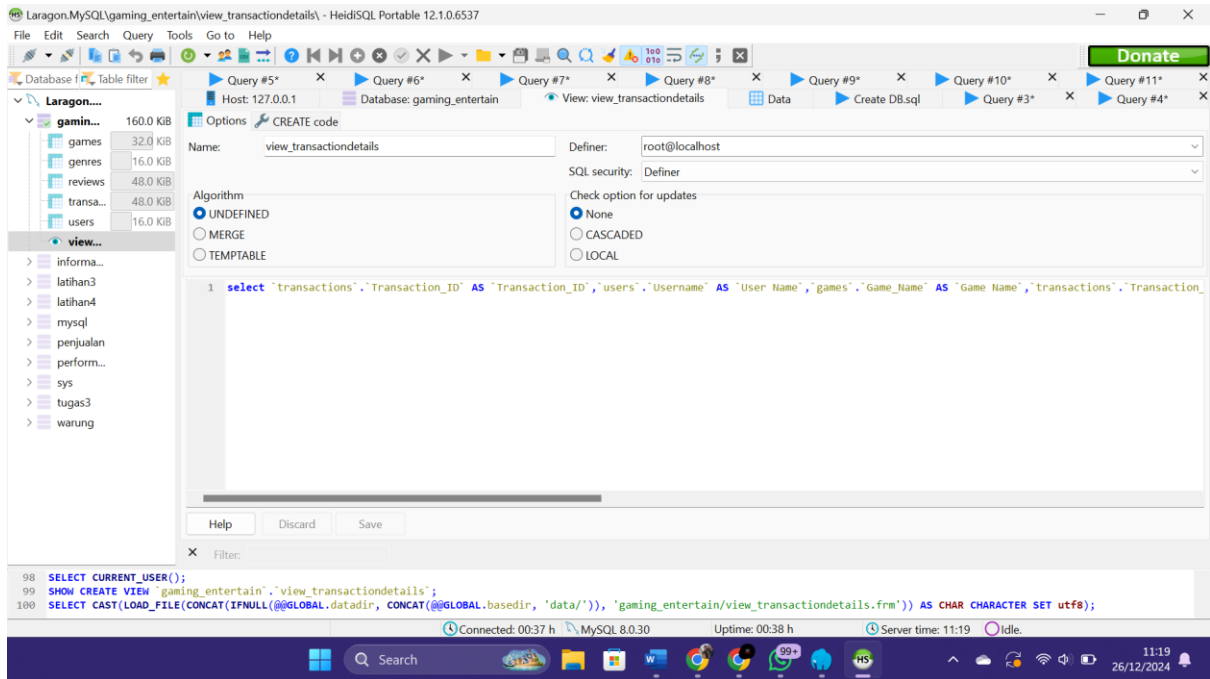 Laragon.MySQL\gaming_entertain\view_transactiondetails\ - HeidiSQL Portable 12.1.0.6537
File Edit Search Query Tools Go to Help
Donate
Database f Table filter
Query #5* Query #6* Query #7* Query #8* Query #9* Query #10* Query #11*
Host: 127.0.0.1 Database: gaming_entertain View: view_transactiondetails Data Create DB.sql Query #3* Query #4*
Laragon....
gamin... 160.0 KiB
games 32.0 KiB
genres 16.0 KiB
reviews 48.0 KiB
transa... 48.0 KiB
users 16.0 KiB
view...
informa...
latihan3
latihan4
mysql
penjualan
perform...
sys
tugas3
warung
Options CREATE code
Name: view_transactiondetails Definer: root@localhost
SQL security: Definer
Algorithm Check option for updates
UNDEFINED None
MERGE CASCADED
TEMPTABLE LOCAL
1 select `transactions`.`Transaction_ID` AS `Transaction_ID`,`users`.`Username` AS `User Name`,`games`.`Game_Name` AS `Game Name`,`transactions`.`Transaction_
Help Discard Save
Filter:
98 SELECT CURRENT_USER();
99 SHOW CREATE VIEW `gaming_entertain`.`view_transactiondetails`;
100 SELECT CAST(LOAD_FILE(CONCAT(IFNULL(@@GLOBAL.datadir, CONCAT(@@GLOBAL.basedir, 'data/')), 'gaming_entertain/view_transactiondetails.frm')) AS CHAR CHARACTER SET utf8);
Connected: 00:37 h MySQL 8.0.30 Uptime: 00:38 h Server time: 11:19 Idle.
Search 99+ HS 11:19
26/12/2024